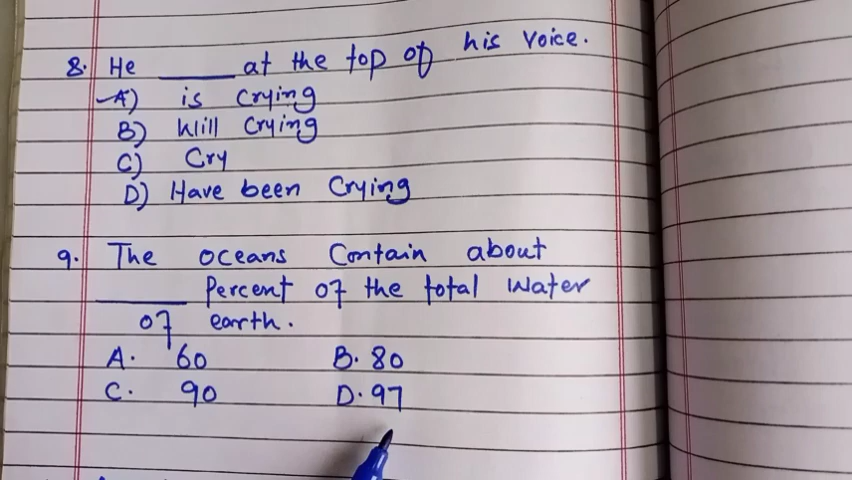 8. He ____ at the top of his voice.
A) is crying
B) Will crying
C) Cry
D) Have been crying
9. The oceans contain about
____ Percent of the total water
of earth.
A. 60 B. 80
C. 90 D. 97